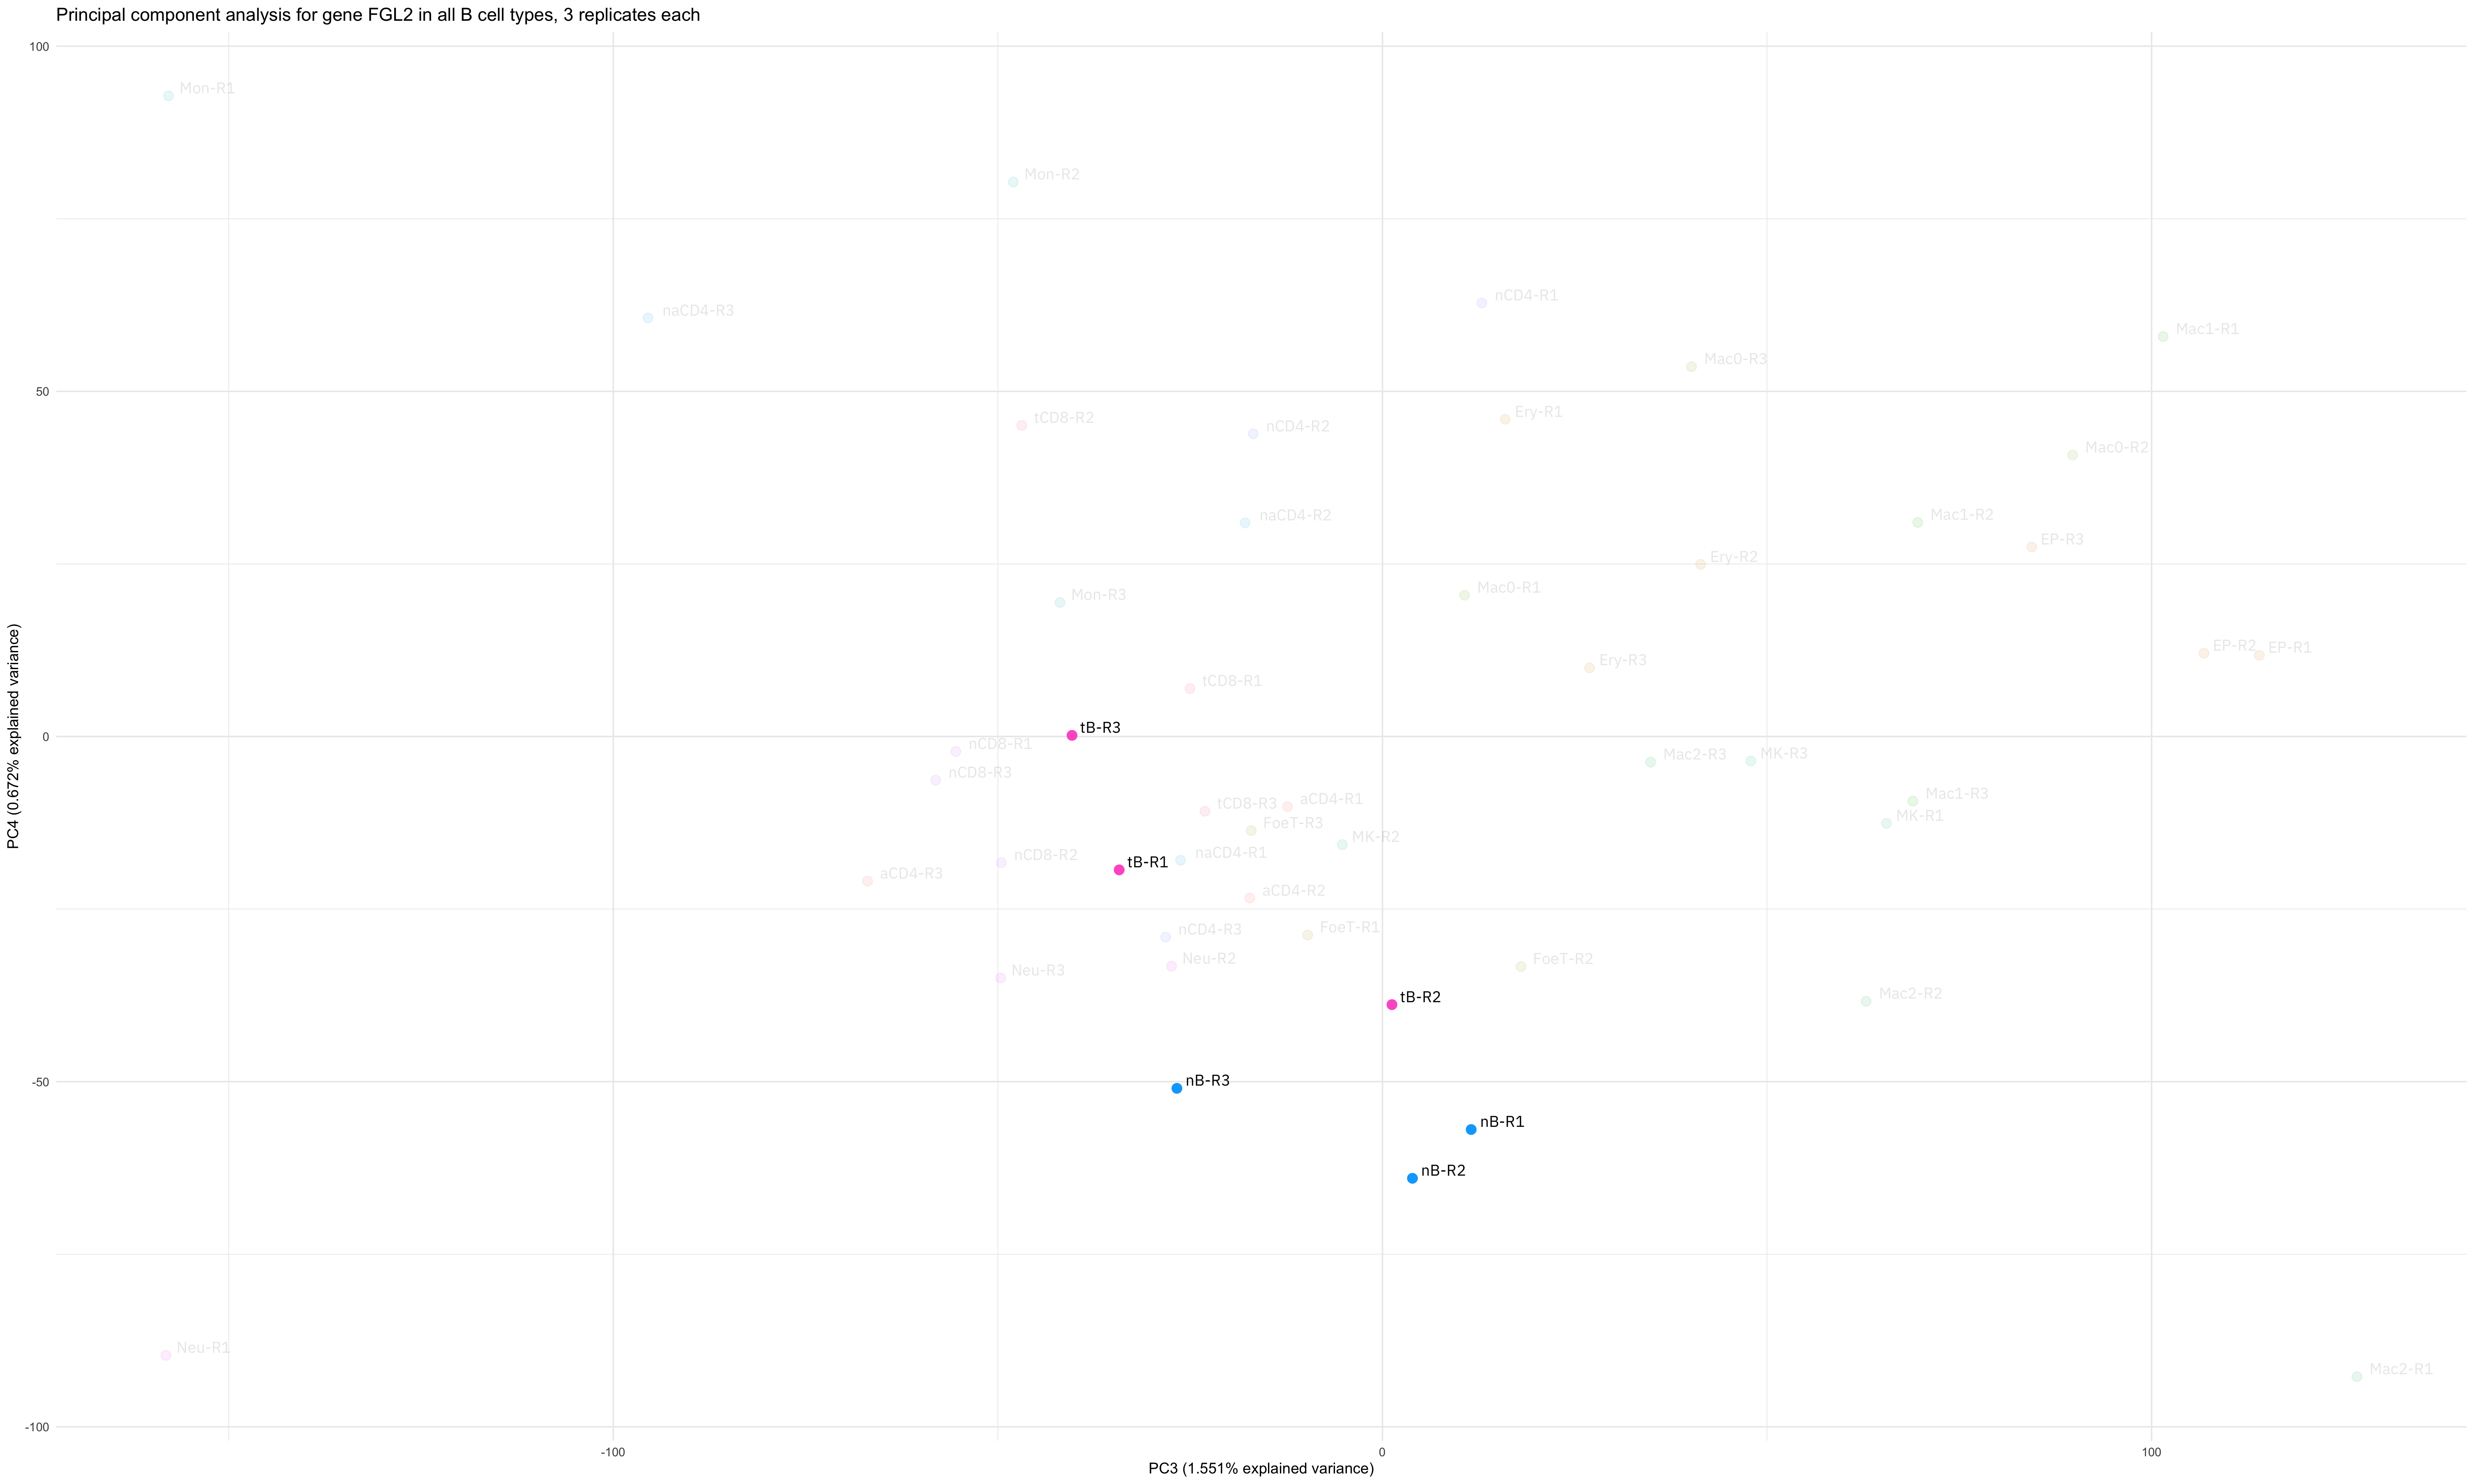 Principal component analysis for gene FGL2 in all B cell types, 3 replicates each
100
Mon-R1
Mon-R2
nCD4-R1
naCD4-R3
Mac1-R1
Mac0-R3
50
Ery-R1
tCD8-R2
nCD4-R2
Mac0-R2
naCD4-R2
Mac1-R2
EP-R3
Ery-R2
Mac0-R1
Mon-R3
EP-R2
EP-R1
Ery-R3
tCD8-R1
tB-R3
0
nCD8-R1
Mac2-R3
MK-R3
nCD8-R3
Mac1-R3
aCD4-R1
tCD8-R3
MK-R1
FoeT-R3
MK-R2
naCD4-R1
nCD8-R2
tB-R1
aCD4-R3
aCD4-R2
FoeT-R1
nCD4-R3
Neu-R2
FoeT-R2
Neu-R3
Mac2-R2
tB-R2
-50
nB-R3
nB-R1
nB-R2
Neu-R1
Mac2-R1
-100
-100
0
100
PC3 (1.551% explained variance)
PC4 (0.672% explained variance)